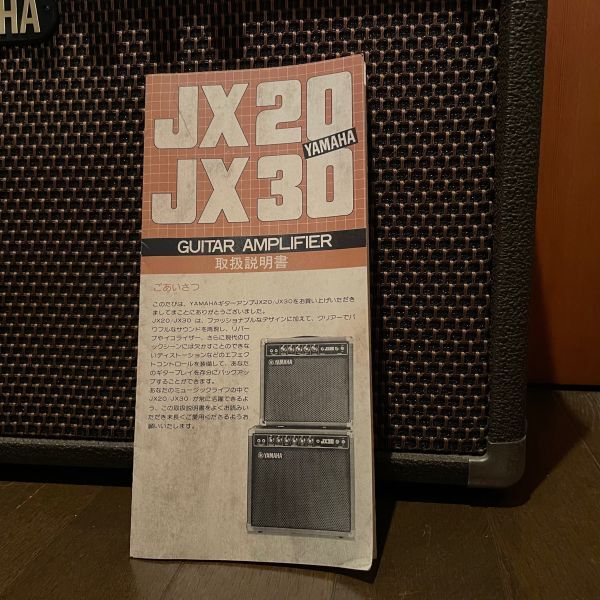 AHA
JX20
YAMAHA
JX30
GUITAR AMPLIFIER
取扱説明書
ごあいさつ
このたびは、YAMAHAギターアンプJX20/JX30をお買い上げいただき
ましてまことにありがとうございました。
JX20/JX30 は、ファッショナブルなデザインに加えて、クリアーでパ
ワフルなサウンドを再現し、リバー
ブやイコライザー、さらに現代のロ
ックシーンには欠かすことのできな
いディストーションなどのエフェク
トコントロールを装備して、あなた
のギタープレイを存分にバックアッ
プすることができます。
あなたのミュージックライフの中で
JX20/JX30 が常に活躍できるよ
う、この取扱説明書をよくお読みい
ただき末長くご愛用くださるようお
願いいたします。
YAMAHA
JX30
YAMAHA